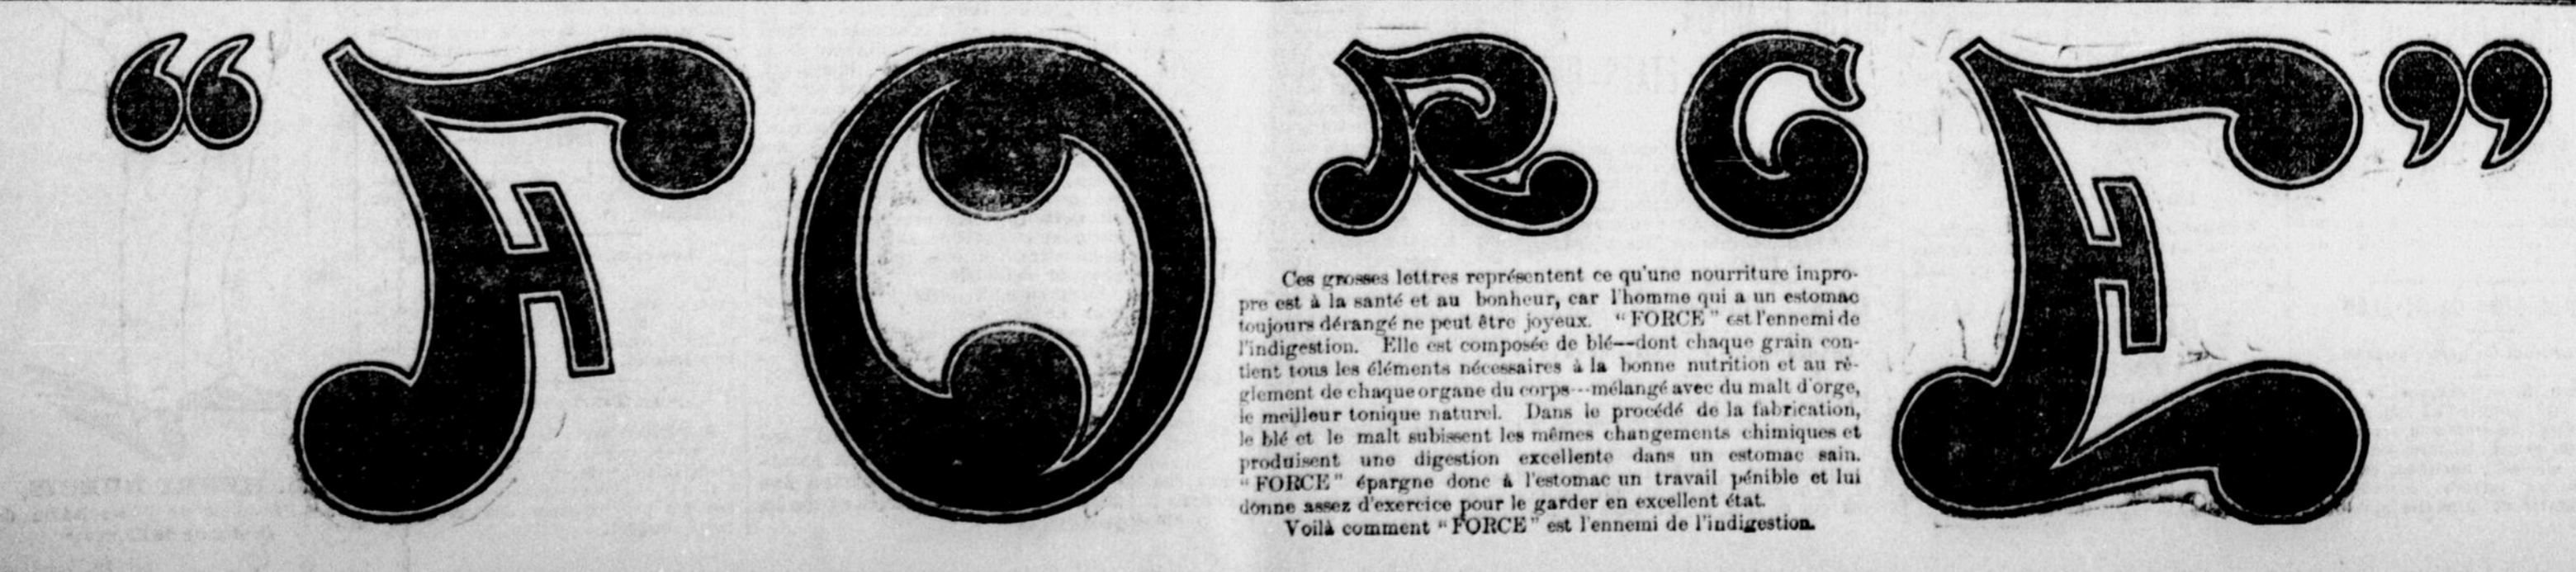 “FORCE”
Ces grosses lettres représentent ce qu'une nourriture impro-
pre est à la santé et au bonheur, car l'homme qui a un estomac
toujours dérangé ne peut être joyeux. “FORCE” est l'ennemi de
l'indigestion. Elle est composée de blé—dont chaque grain con-
tient tous les éléments nécessaires à la bonne nutrition et au rè-
glement de chaque organe du corps---mélangé avec du malt d'orge,
le meilleur tonique naturel. Dans le procédé de la fabrication,
le blé et le malt subissent les mêmes changements chimiques et
produisent une digestion excellente dans un estomac sain.
“FORCE” épargne donc à l'estomac un travail pénible et lui
donne assez d'exercice pour le garder en excellent état.
Voilà comment “FORCE” est l'ennemi de l'indigestion.